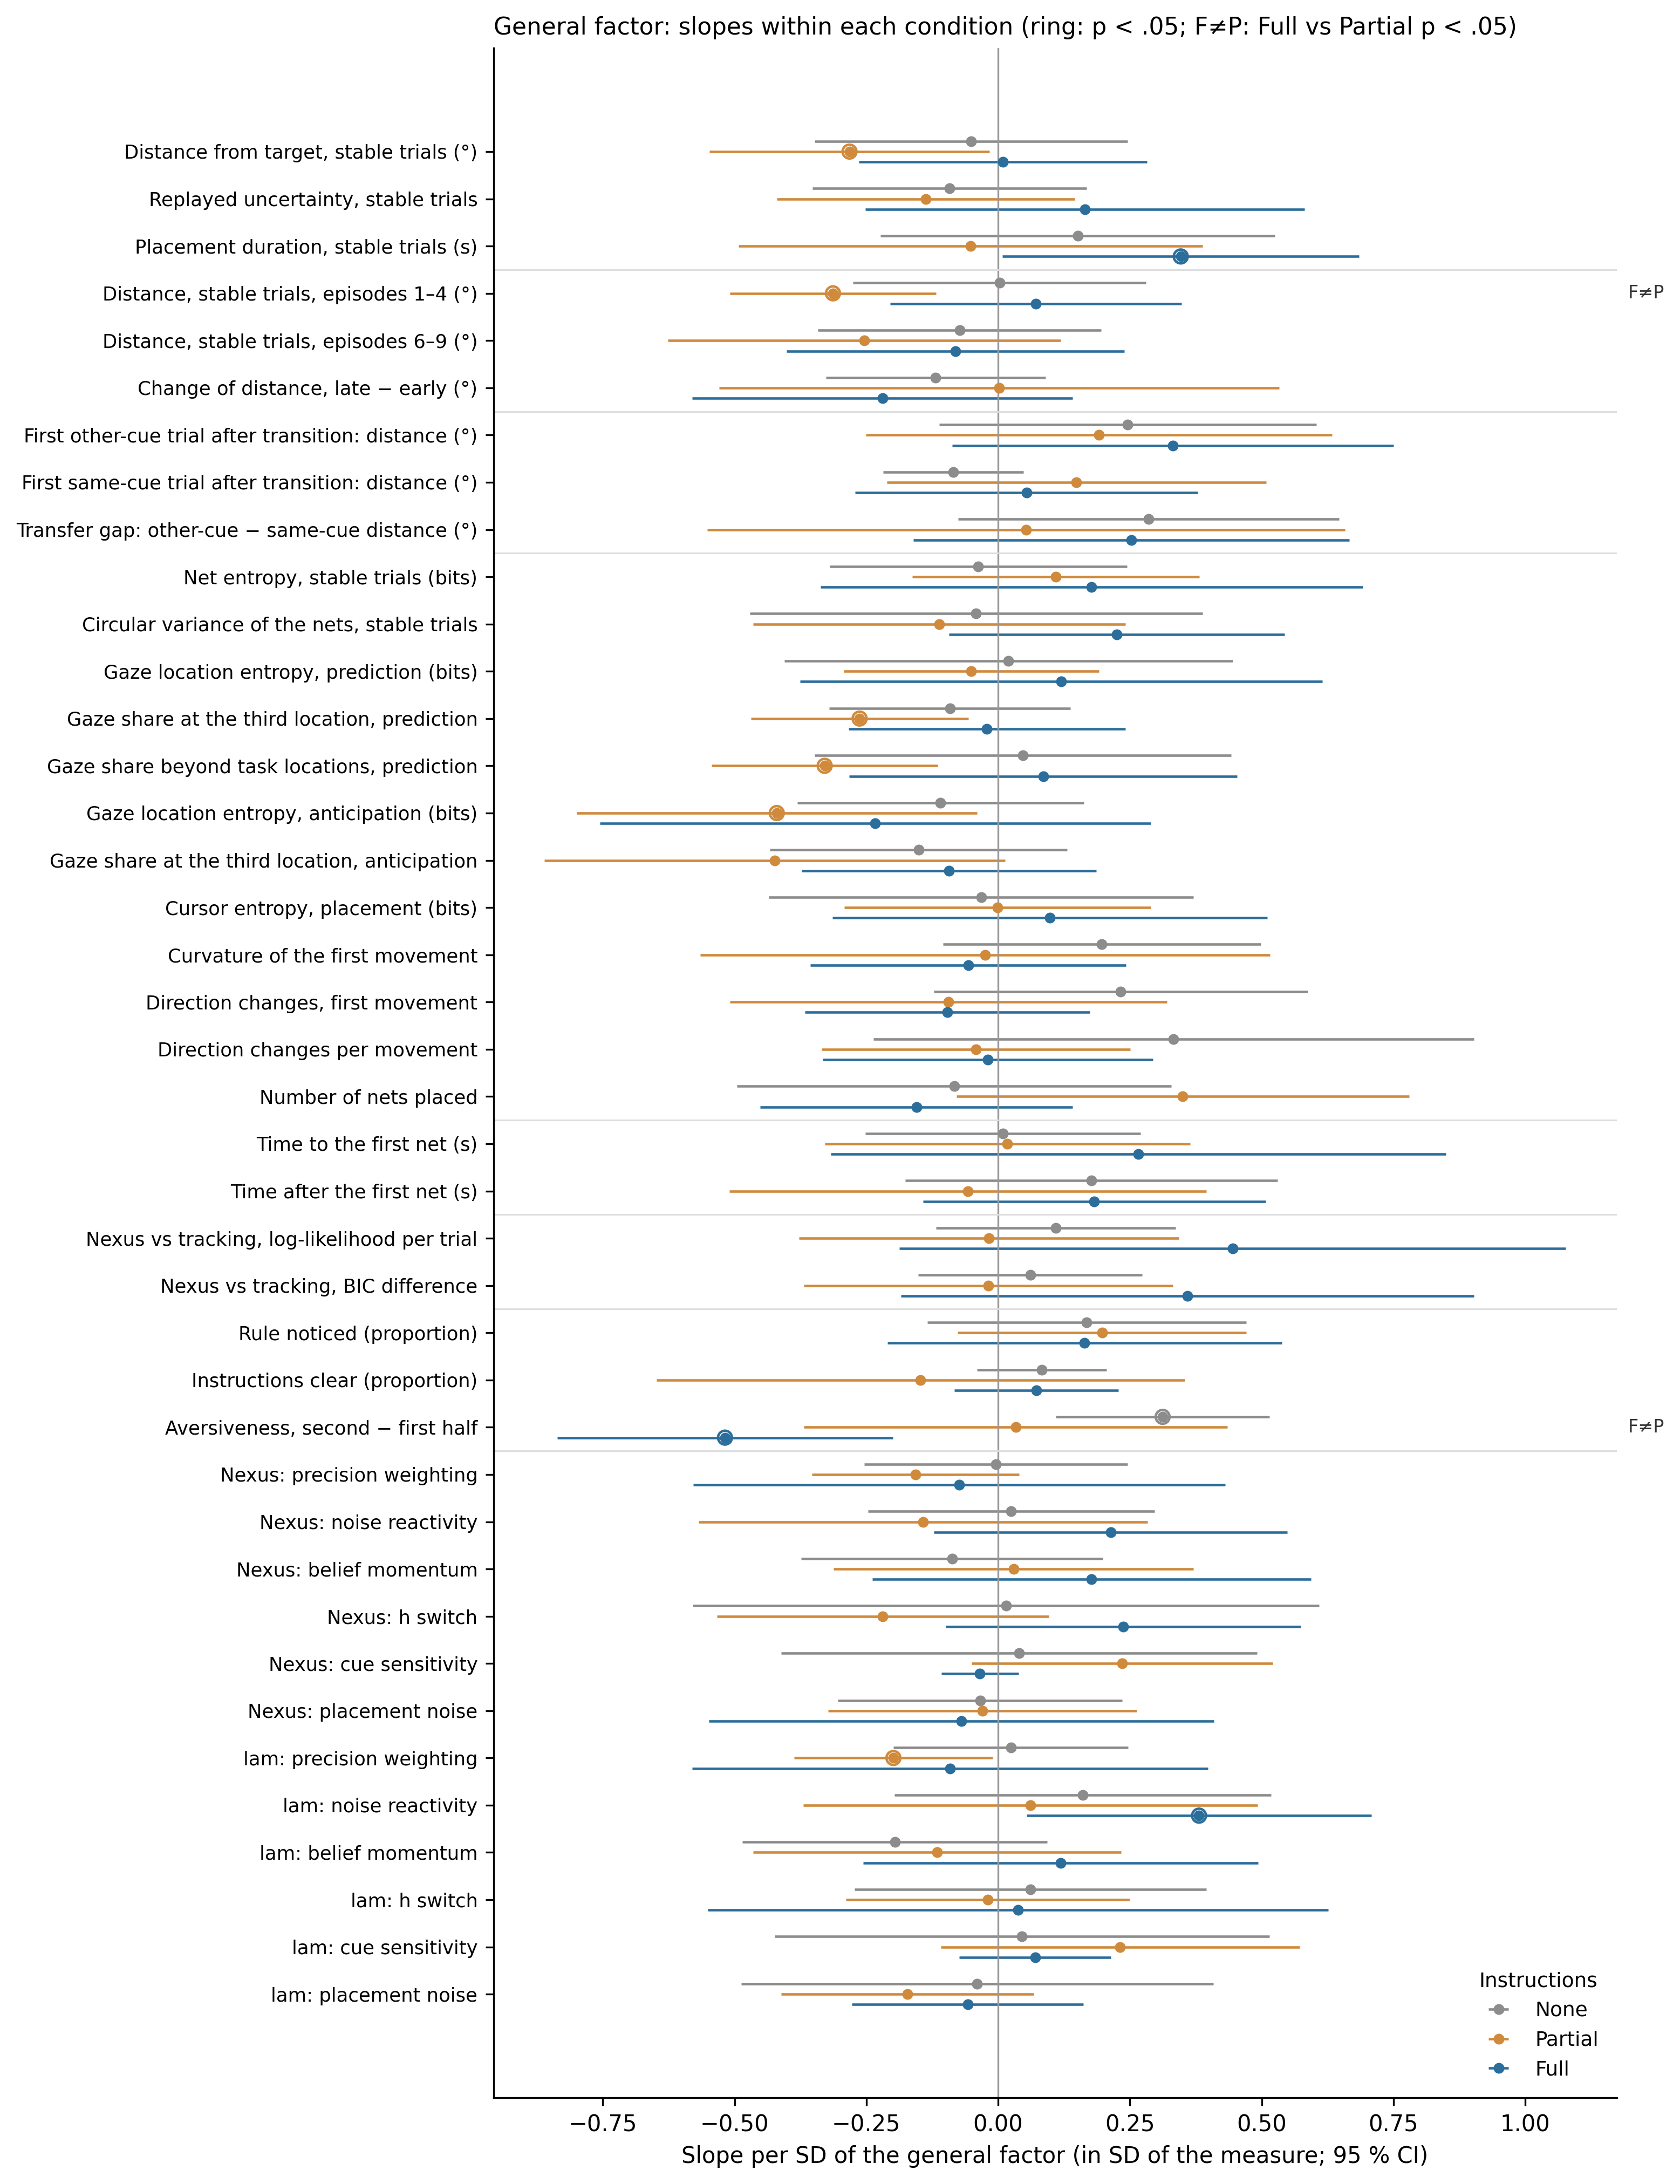 General factor: slopes within each condition (ring: p < .05; F≠P: Full vs Partial p < .05)
Distance from target, stable trials (°)
Replayed uncertainty, stable trials
Placement duration, stable trials (s)
Distance, stable trials, episodes 1–4 (°)
F≠P
Distance, stable trials, episodes 6–9 (°)
Change of distance, late − early (°)
First other-cue trial after transition: distance (°)
First same-cue trial after transition: distance (°)
Transfer gap: other-cue − same-cue distance (°)
Net entropy, stable trials (bits)
Circular variance of the nets, stable trials
Gaze location entropy, prediction (bits)
Gaze share at the third location, prediction
Gaze share beyond task locations, prediction
Gaze location entropy, anticipation (bits)
Gaze share at the third location, anticipation
Cursor entropy, placement (bits)
Curvature of the first movement
Direction changes, first movement
Direction changes per movement
Number of nets placed
Time to the first net (s)
Time after the first net (s)
Nexus vs tracking, log-likelihood per trial
Nexus vs tracking, BIC difference
Rule noticed (proportion)
Instructions clear (proportion)
Aversiveness, second − first half
F≠P
Nexus: precision weighting
Nexus: noise reactivity
Nexus: belief momentum
Nexus: h switch
Nexus: cue sensitivity
Nexus: placement noise
lam: precision weighting
lam: noise reactivity
lam: belief momentum
lam: h switch
lam: cue sensitivity
lam: placement noise
Instructions
None
Partial
Full
−0.75 −0.50 −0.25 0.00 0.25 0.50 0.75 1.00
Slope per SD of the general factor (in SD of the measure; 95 % CI)